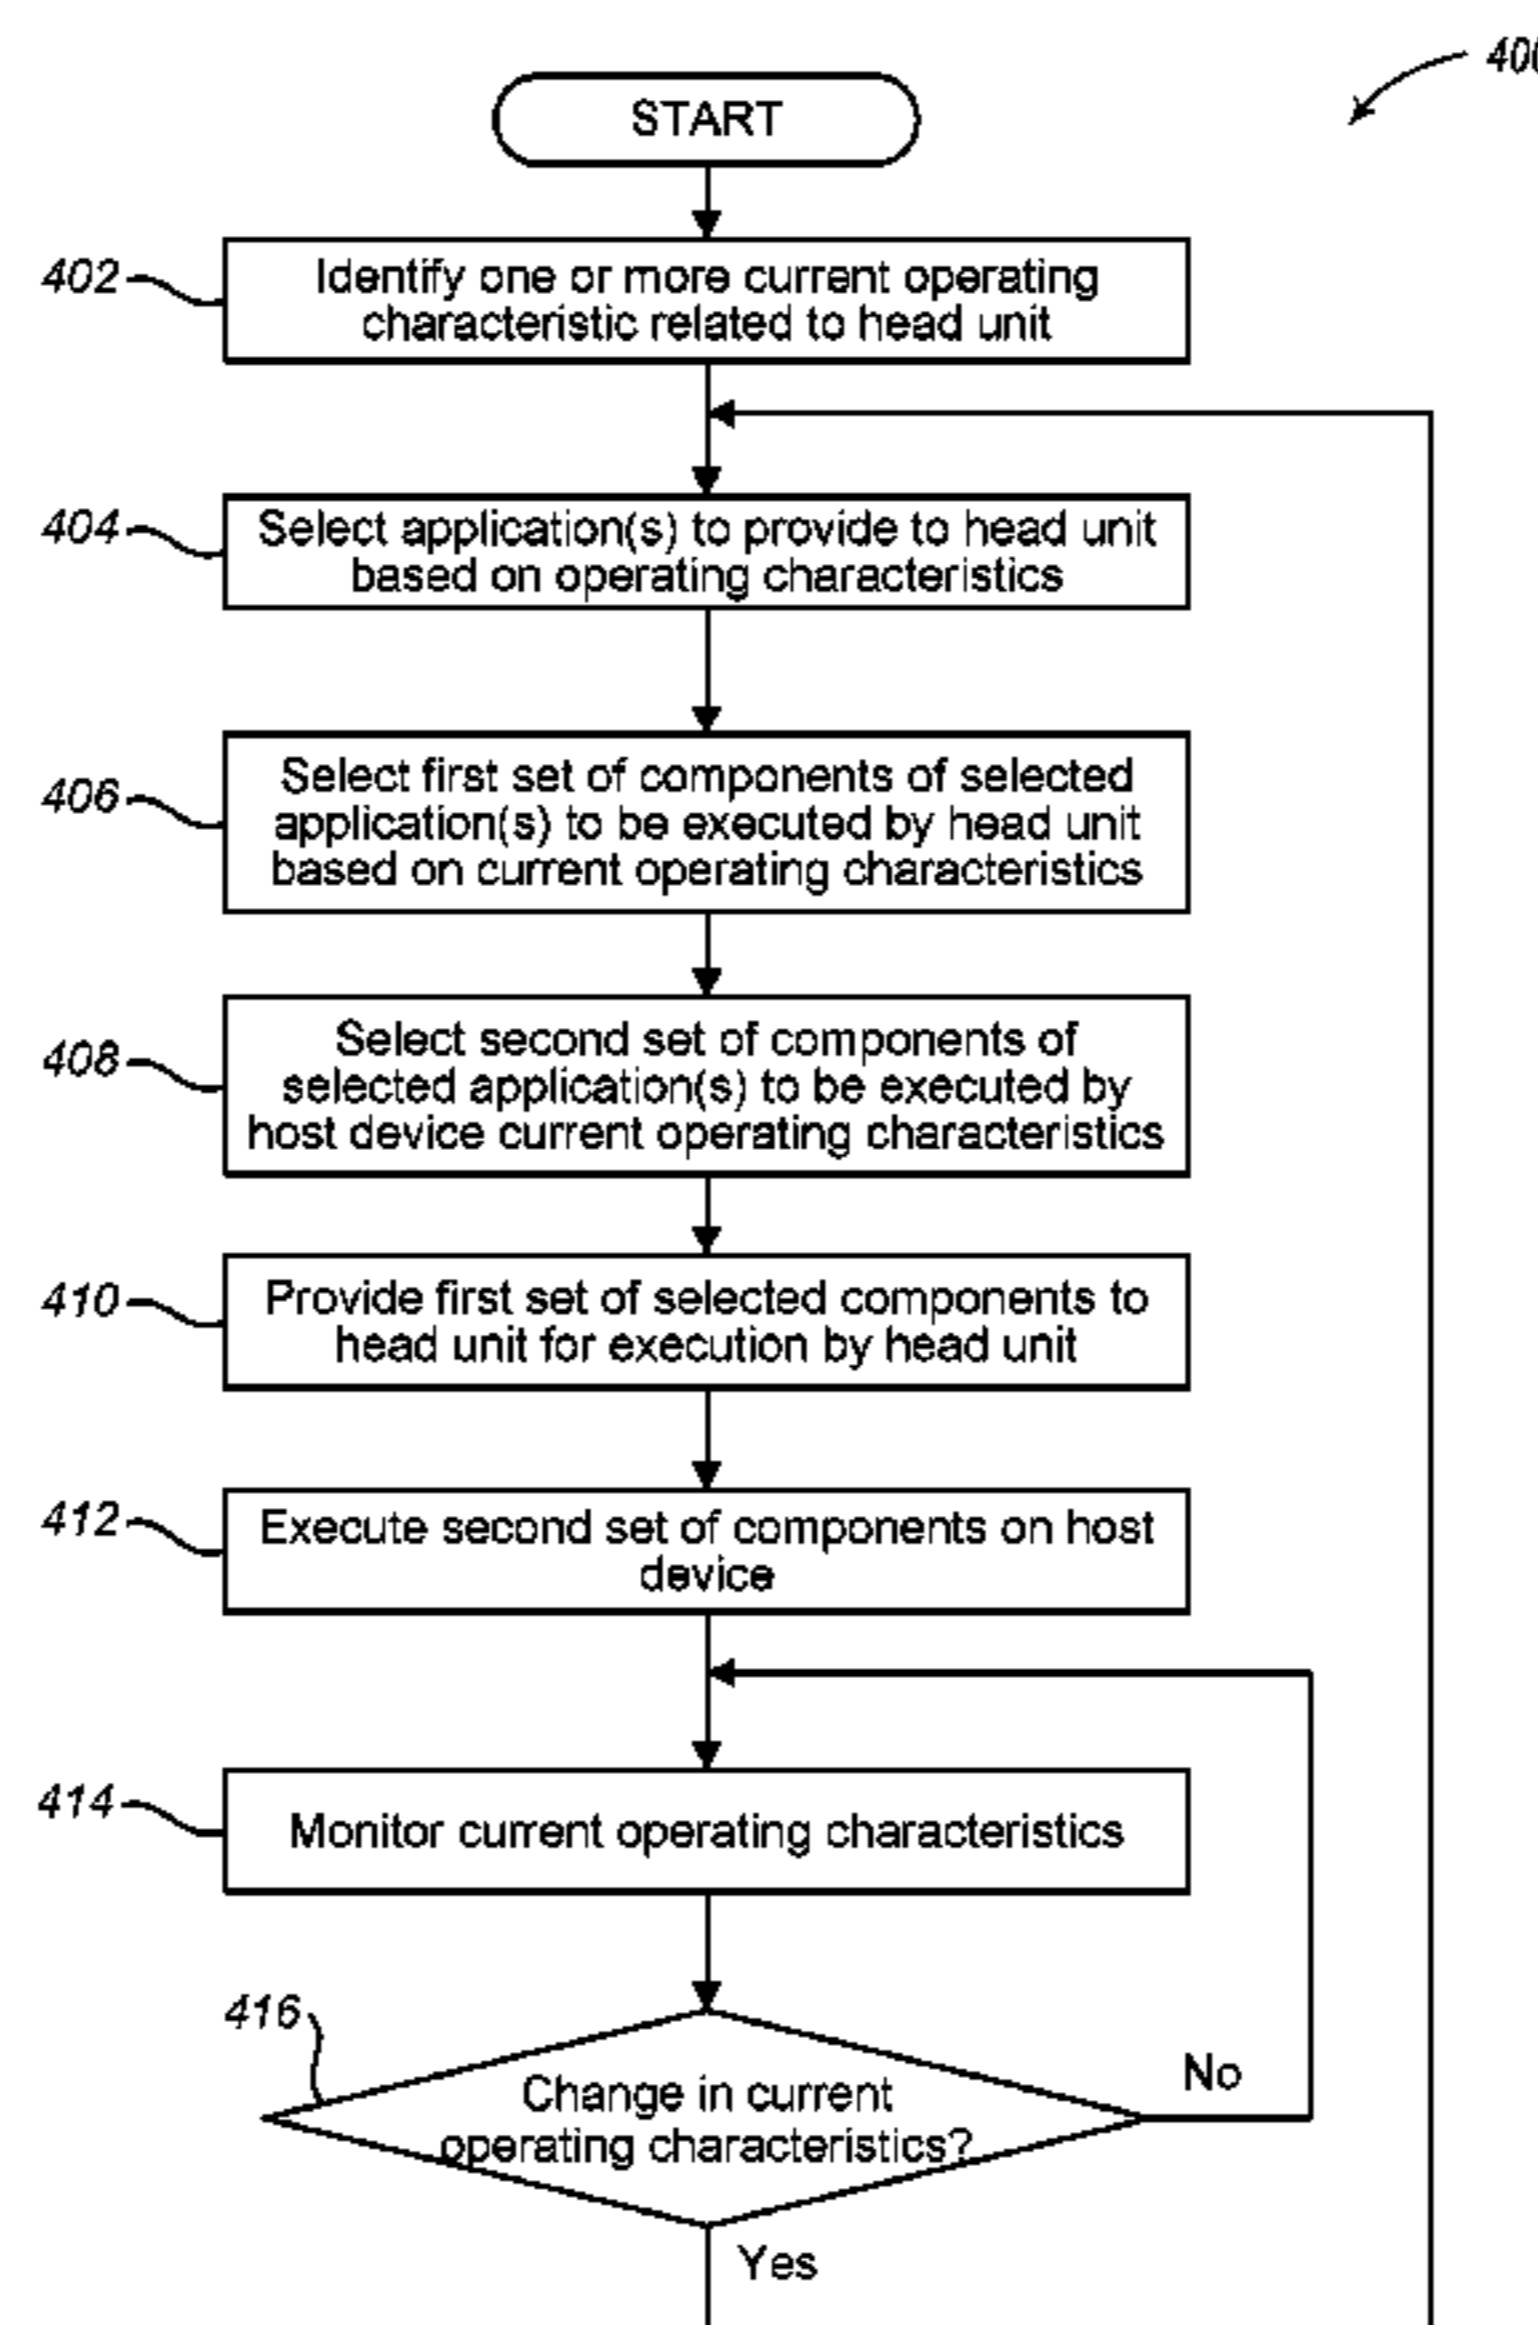 400
START
402
Identify one or more current operating
characteristic related to head unit
404
Select application(s) to provide to head unit
based on operating characteristics
406
Select first set of components of selected
application(s) to be executed by head unit
based on current operating characteristics
408
Select second set of components of
selected application(s) to be executed by
host device current operating characteristics
410
Provide first set of selected components to
head unit for execution by head unit
412
Execute second set of components on host
device
414
Monitor current operating characteristics
416
Change in current
operating characteristics?
No
Yes